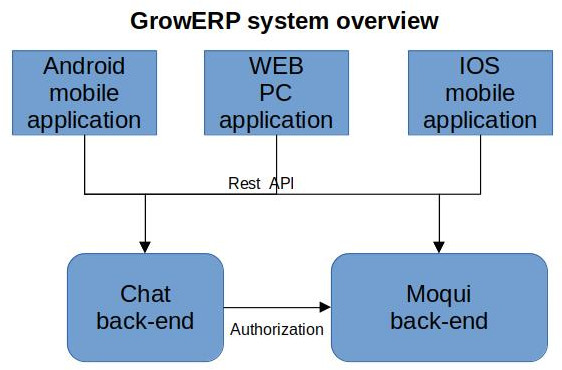 GrowERP system overview
Android
mobile
application
WEB
PC
application
IOS
mobile
application
Rest API
Chat
back-end
Authorization
Moqui
back-end